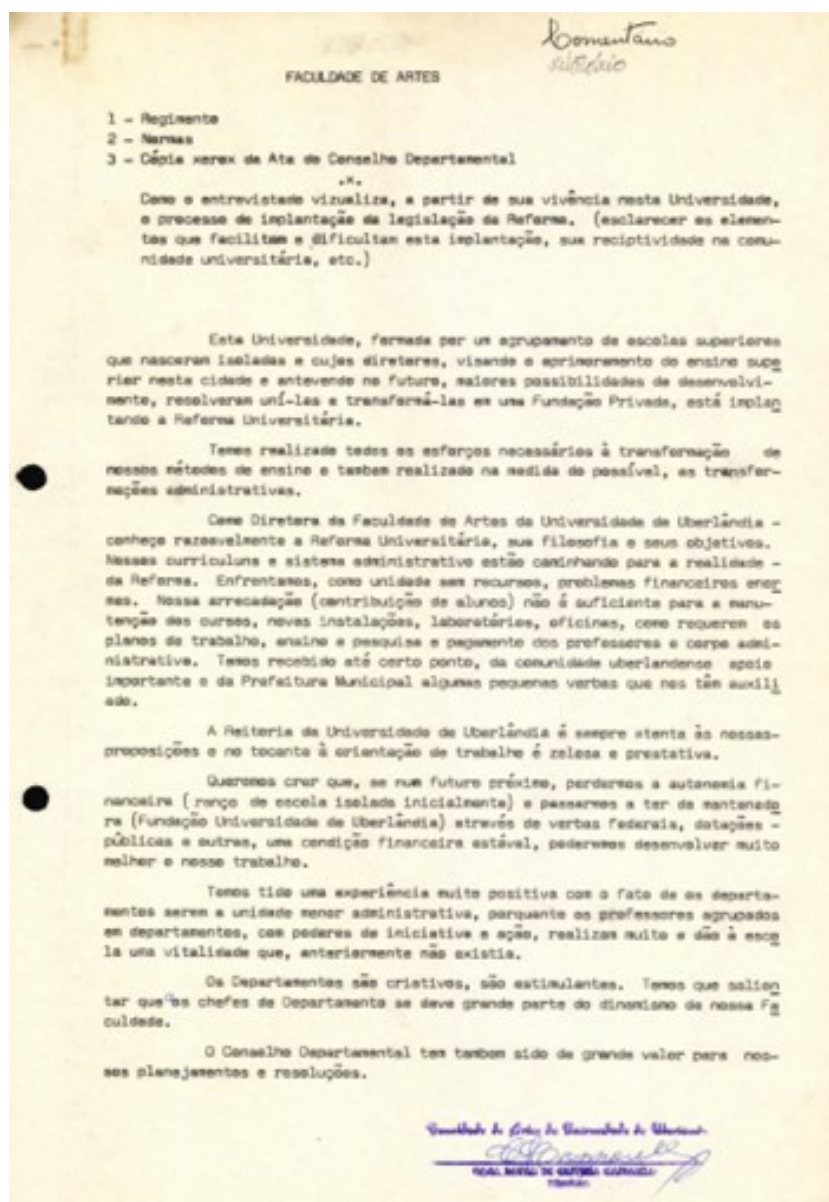 Comentario
FACULDADE DE ARTES
1 - Regimento
2 - Normas
3 - Cópia xerex da Ata do Conselho Departamental
.x.
Como o entrevistado vizualiza, a partir de sua vivência nesta Universidade,
o processo de implantação da legislação da Reforma. (esclarecer os elemen-
tos que facilitam e dificultam esta implantação, sua reciptividade na comu-
nidade universitária, etc.)
Esta Universidade, formada por um agrupamento de escolas superiores
que nasceram isoladas e cujos diretores, visando o aprimoramento do ensino supe
rior nesta cidade e antevendo no futuro, maiores possibilidades de desenvolvi-
mento, resolveram uní-las e transformá-las em uma Fundação Privada, está implan
tando a Reforma Universitária.
Temos realizado todos os esforços necessários à transformação de
nossos métodos de ensino e tambem realizado na medida do possível, as transfor-
mações administrativas.
Como Diretora da Faculdade de Artes da Universidade de Uberlândia -
conheço razoavelmente a Reforma Universitária, sua filosofia e seus objetivos.
Nossos curriculuns e sistema administrativo estão caminhando para a realidade -
da Reforma. Enfrentamos, como unidade sem recursos, problemas financeiros enor
mes. Nossa arrecadação (contribuição de alunos) não é suficiente para a manu-
tenção dos cursos, novas instalações, laboratórios, oficinas, como requerem os
planos de trabalho, ensino e pesquisa e pagamento dos professores e corpo admi-
nistrativo. Temos recebido até certo ponto, da comunidade uberlandense apoio
importante e da Prefeitura Municipal algumas pequenas verbas que nos têm auxili
ado.
A Reitoria da Universidade de Uberlândia é sempre atenta às nossas-
proposições e no tocante à orientação de trabalho é zelosa e prestativa.
Queremos crer que, se num futuro próximo, perdermos a autonomia fi-
nanceira ( ranço de escola isolada inicialmente) e passarmos a ter da mantenedo
ra (Fundação Universidade de Uberlândia) através de verbas federais, dotações -
públicas e outras, uma condição financeira estável, poderemos desenvolver muito
melhor o nosso trabalho.
Temos tido uma experiência muito positiva com o fato de os departa-
mentos serem a unidade menor administrativa, porquanto os professores agrupados
em departamentos, com poderes de iniciativa e ação, realizam muito e dão à esco
la uma vitalidade que, anteriormente não existia.
Os Departamentos são criativos, são estimulantes. Temos que salien
tar que aos chefes de Departamento se deve grande parte do dinamismo de nossa Fa
culdade.
O Conselho Departamental tem tambem sido de grande valor para nos-
sos planejamentos e resoluções.
Faculdade de Artes da Universidade de